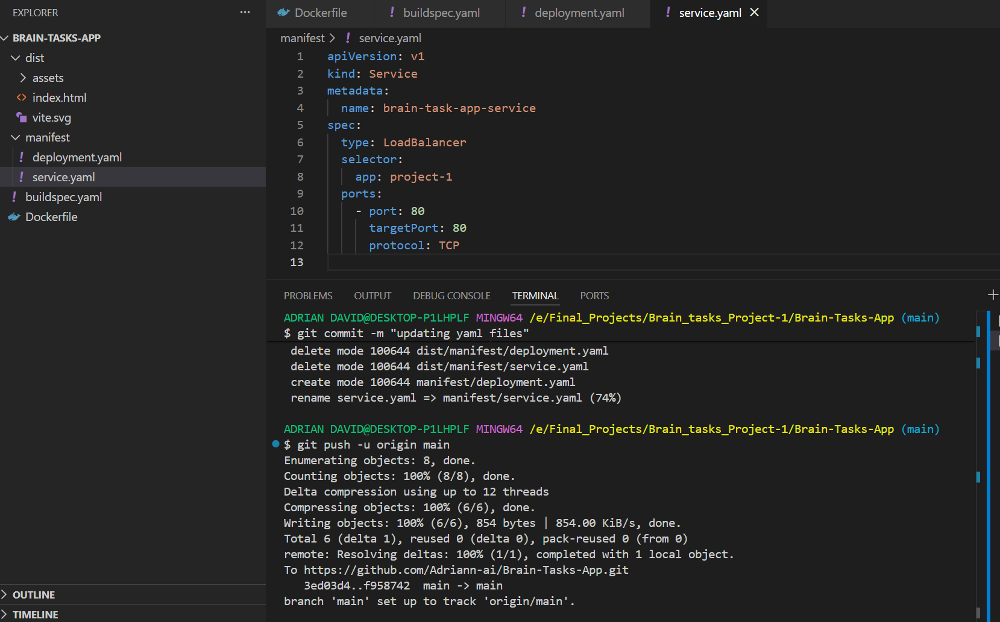 EXPLORER
...
BRAIN-TASKS-APP
dist
assets
<> index.html
vite.svg
manifest
! deployment.yaml
! service.yaml
! buildspec.yaml
Dockerfile
OUTLINE
TIMELINE
Dockerfile
! buildspec.yaml
! deployment.yaml
! service.yaml
manifest > ! service.yaml
1 apiVersion: v1
2 kind: Service
3 metadata:
4 name: brain-task-app-service
5 spec:
6 type: LoadBalancer
7 selector:
8 app: project-1
9 ports:
10 - port: 80
11 targetPort: 80
12 protocol: TCP
13
PROBLEMS OUTPUT DEBUG CONSOLE TERMINAL PORTS
ADRIAN DAVID@DESKTOP-P1LHPLF MINGW64 /e/Final_Projects/Brain_tasks_Project-1/Brain-Tasks-App (main)
$ git commit -m "updating yaml files"
delete mode 100644 dist/manifest/deployment.yaml
delete mode 100644 dist/manifest/service.yaml
create mode 100644 manifest/deployment.yaml
rename service.yaml => manifest/service.yaml (74%)
ADRIAN DAVID@DESKTOP-P1LHPLF MINGW64 /e/Final_Projects/Brain_tasks_Project-1/Brain-Tasks-App (main)
$ git push -u origin main
Enumerating objects: 8, done.
Counting objects: 100% (8/8), done.
Delta compression using up to 12 threads
Compressing objects: 100% (6/6), done.
Writing objects: 100% (6/6), 854 bytes | 854.00 KiB/s, done.
Total 6 (delta 1), reused 0 (delta 0), pack-reused 0 (from 0)
remote: Resolving deltas: 100% (1/1), completed with 1 local object.
To https://github.com/Adriann-ai/Brain-Tasks-App.git
3ed03d4..f958742 main -> main
branch 'main' set up to track 'origin/main'.